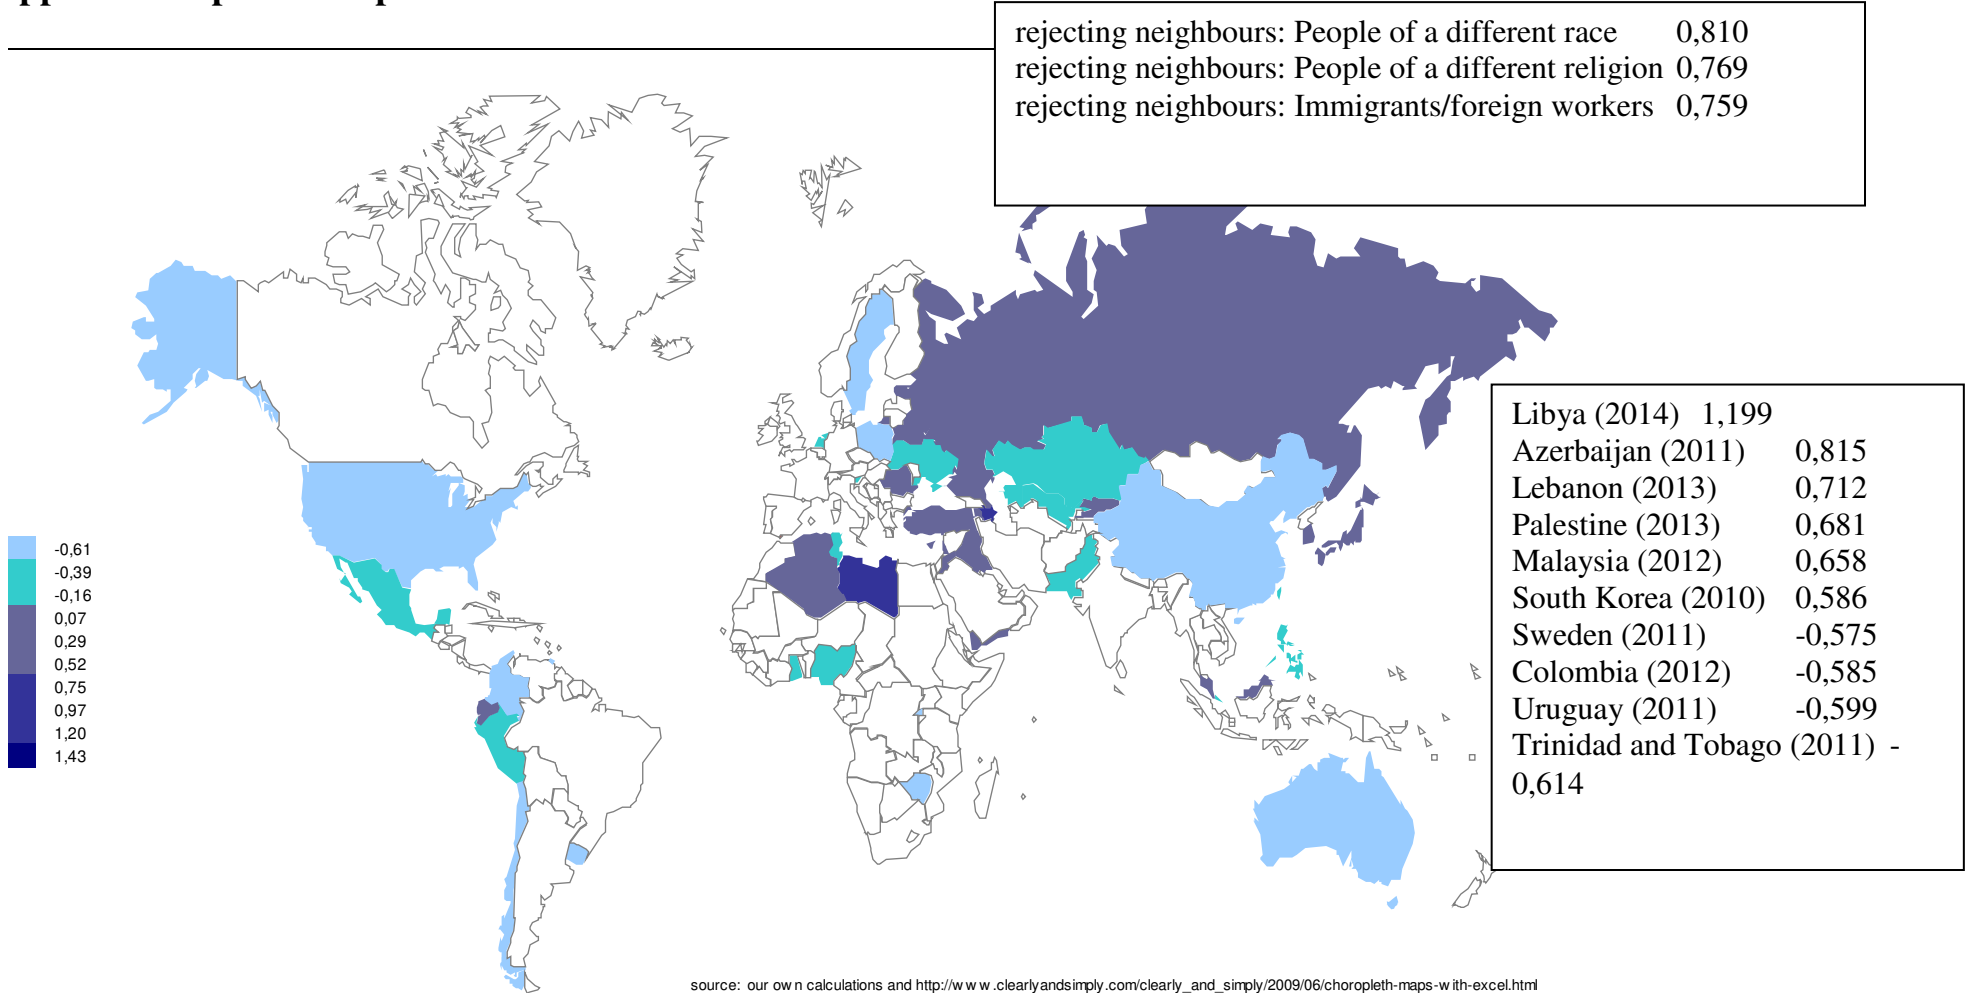 rejecting neighbours: People of a different race 0,810
rejecting neighbours: People of a different religion 0,769
rejecting neighbours: Immigrants/foreign workers 0,759
Libya (2014) 1,199
Azerbaijan (2011) 0,815
Lebanon (2013) 0,712
Palestine (2013) 0,681
Malaysia (2012) 0,658
South Korea (2010) 0,586
Sweden (2011) -0,575
Colombia (2012) -0,585
Uruguay (2011) -0,599
Trinidad and Tobago (2011) -
0,614
-0,61
-0,39
-0,16
0,07
0,29
0,52
0,75
0,97
1,20
1,43
source: our own calculations and http://www.clearlyandsimply.com/clearly_and_simply/2009/06/choropleth-maps-with-excel.html